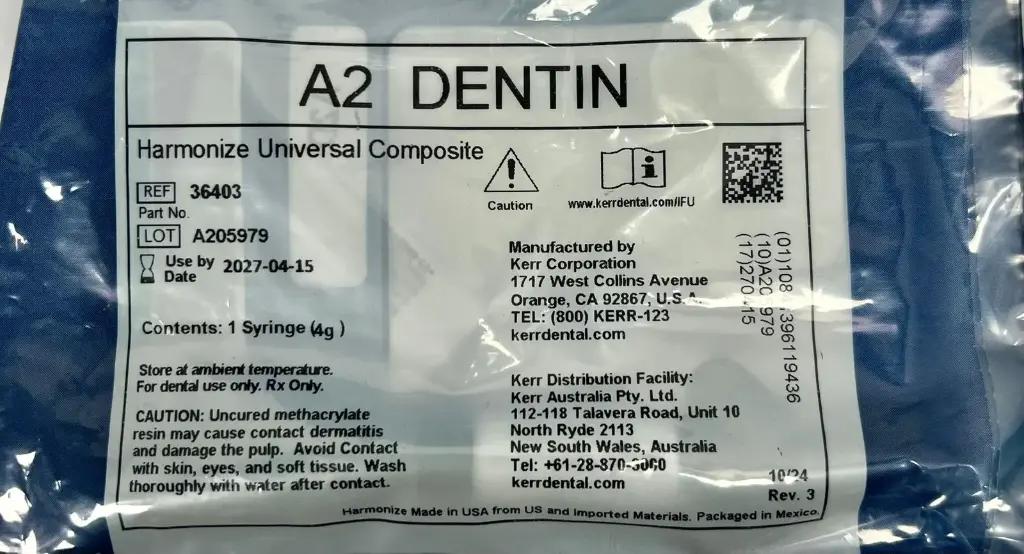 A2 DENTIN
Harmonize Universal Composite
REF 36403
Part No.
LOT A205979
Use by 2027-04-15
Date
Contents: 1 Syringe (4g )
Store at ambient temperature.
For dental use only. Rx Only.
CAUTION: Uncured methacrylate
resin may cause contact dermatitis
and damage the pulp. Avoid Contact
with skin, eyes, and soft tissue. Wash
thoroughly with water after contact.
Caution
www.kerrdental.com/IFU
Manufactured by
Kerr Corporation
1717 West Collins Avenue
Orange, CA 92867, U.S.A.
TEL: (800) KERR-123
kerrdental.com
Kerr Distribution Facility:
Kerr Australia Pty. Ltd.
112-118 Talavera Road, Unit 10
North Ryde 2113
New South Wales, Australia
Tel:
kerrdental.com
10/24
Rev. 3
Harmonize Made in USA from US and Imported Materials. Packaged in Mexico.